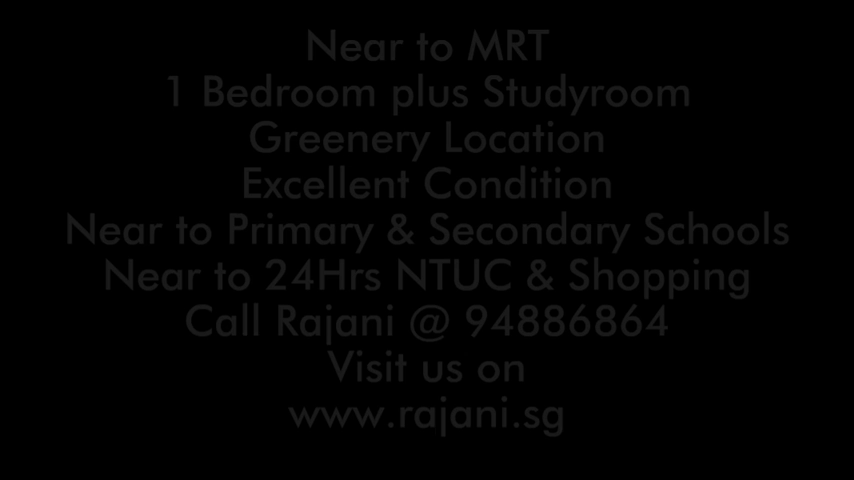 Near to MRT
1 Bedroom plus Studyroom
Greenery Location
Excellent Condition
Near to Primary & Secondary Schools
Near to 24Hrs NTUC & Shopping
Call Rajani @ 94886864
Visit us on
www.rajani.sg